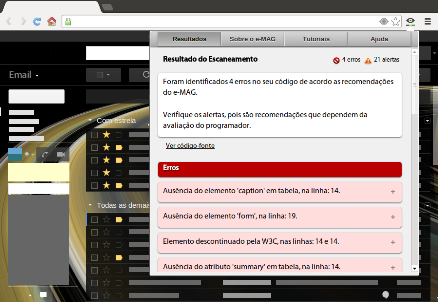 Resultados
Sobre o e-MAG
Tutoriais
Ajuda
Resultado do Escaneamento
4 erros
21 alertas
Foram identificados 4 erros no seu código de acordo as recomendações
do e-MAG.
Verifique os alertas, pois são recomendações que dependem da
avaliação do programador.
Ver código-fonte
Erros
Ausência do elemento 'caption' em tabela, na linha: 14.
+
Ausência do elemento 'form', na linha: 19.
+
Elemento descontinuado pela W3C, nas linhas: 14 e 14.
+
Ausência do atributo 'summary' em tabela, na linha: 14.
+
Email
Com estrela
Todas as demai